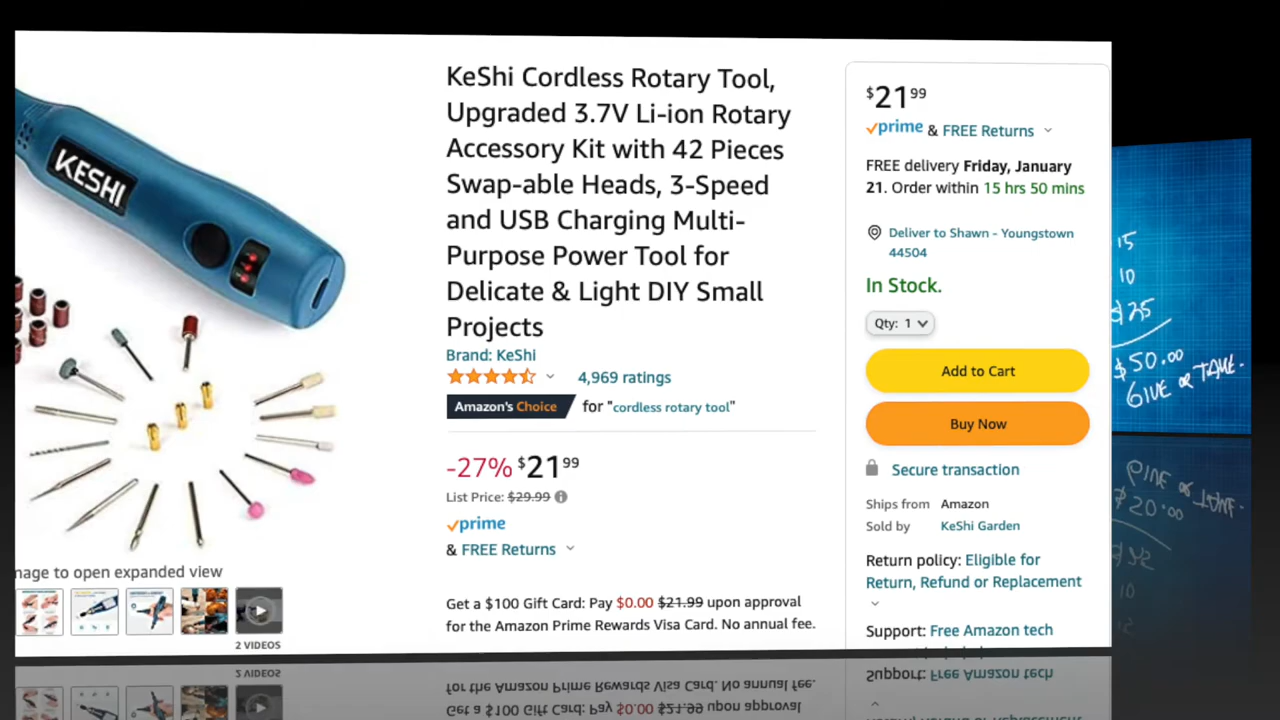 KESHI
mage to open expanded view
2 VIDEOS
KeShi Cordless Rotary Tool,
Upgraded 3.7V Li-ion Rotary
Accessory Kit with 42 Pieces
Swap-able Heads, 3-Speed
and USB Charging Multi-
Purpose Power Tool for
Delicate & Light DIY Small
Projects
Brand: KeShi
4,969 ratings
Amazon's Choice for "cordless rotary tool"
-27% $21 99
List Price: $29.99
prime
& FREE Returns
Get a $100 Gift Card: Pay $0.00 $21.99 upon approval
for the Amazon Prime Rewards Visa Card. No annual fee.
$21 99
prime & FREE Returns
FREE delivery Friday, January
21. Order within 15 hrs 50 mins
Deliver to Shawn - Youngstown
44504
In Stock.
Qty: 1
Add to Cart
Buy Now
Secure transaction
Ships from Amazon
Sold by KeShi Garden
Return policy: Eligible for
Return, Refund or Replacement
Support: Free Amazon tech
15
10
$25
$50.00
GIVE or TAKE.